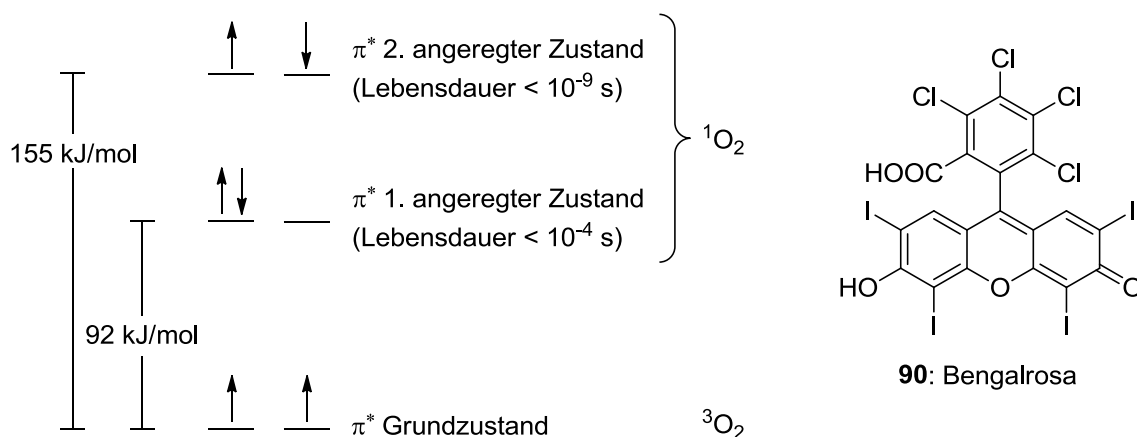 π* 2. angeregter Zustand
(Lebensdauer < 10⁻⁹ s)
155 kJ/mol
¹O₂
π* 1. angeregter Zustand
(Lebensdauer < 10⁻⁴ s)
92 kJ/mol
π* Grundzustand
³O₂
Cl
Cl
Cl
Cl
HOOC
I
I
HO
O
O
I
I
90: Bengalrosa